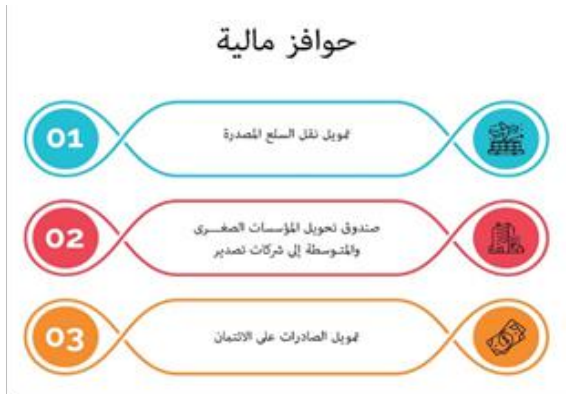 حوافز مالية
01
تمويل نقل السلع المصدرة
02
صندوق تحويل المؤسسات الصغــرى
والمتوسطة إلى شركات تصدير
03
تمويل الصادرات على الائتمان